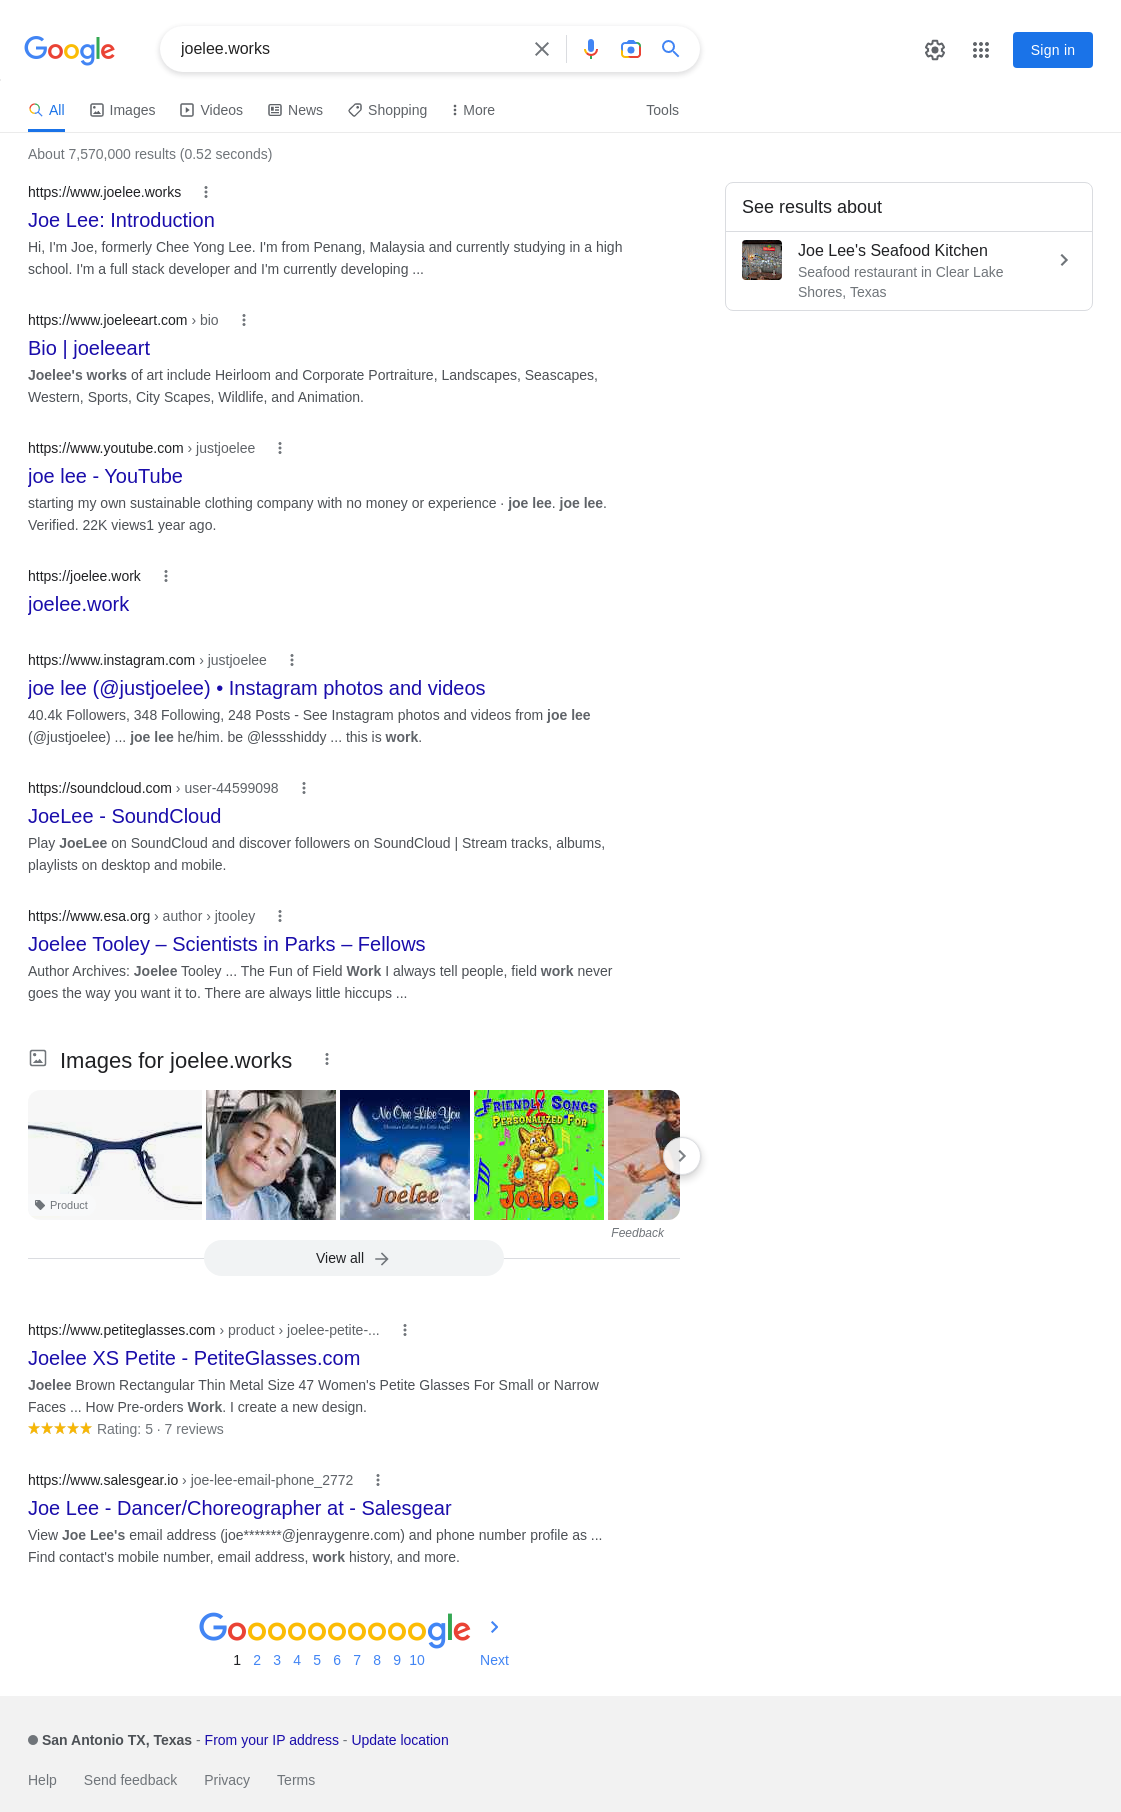 Google
joelee.works
Sign in
All
Images
Videos
News
Shopping
More
Tools
About 7,570,000 results (0.52 seconds)
https://www.joelee.works
Joe Lee: Introduction
Hi, I'm Joe, formerly Chee Yong Lee. I'm from Penang, Malaysia and currently studying in a high
school. I'm a full stack developer and I'm currently developing ...
See results about
Joe Lee's Seafood Kitchen
Seafood restaurant in Clear Lake
Shores, Texas
https://www.joeleeart.com › bio
Bio | joeleeart
Joelee's works of art include Heirloom and Corporate Portraiture, Landscapes, Seascapes,
Western, Sports, City Scapes, Wildlife, and Animation.
https://www.youtube.com › justjoelee
joe lee - YouTube
starting my own sustainable clothing company with no money or experience · joe lee. joe lee.
Verified. 22K views1 year ago.
https://joelee.work
joelee.work
https://www.instagram.com › justjoelee
joe lee (@justjoelee) • Instagram photos and videos
40.4k Followers, 348 Following, 248 Posts - See Instagram photos and videos from joe lee
(@justjoelee) ... joe lee he/him. be @lessshiddy ... this is work.
https://soundcloud.com › user-44599098
JoeLee - SoundCloud
Play JoeLee on SoundCloud and discover followers on SoundCloud | Stream tracks, albums,
playlists on desktop and mobile.
https://www.esa.org › author › jtooley
Joelee Tooley – Scientists in Parks – Fellows
Author Archives: Joelee Tooley ... The Fun of Field Work I always tell people, field work never
goes the way you want it to. There are always little hiccups ...
Images for joelee.works
Product
No One Like You
Christian Lullabies for Little Angels
Joelee
FRIENDLY SONGS
PERSONALIZED FOR
Joelee
Feedback
View all
https://www.petiteglasses.com › product › joelee-petite-...
Joelee XS Petite - PetiteGlasses.com
Joelee Brown Rectangular Thin Metal Size 47 Women's Petite Glasses For Small or Narrow
Faces ... How Pre-orders Work. I create a new design.
Rating: 5 · 7 reviews
https://www.salesgear.io › joe-lee-email-phone_2772
Joe Lee - Dancer/Choreographer at - Salesgear
View Joe Lee's email address (joe*******@jenraygenre.com) and phone number profile as ...
Find contact's mobile number, email address, work history, and more.
Goooooooooogle
1 2 3 4 5 6 7 8 9 10 Next
San Antonio TX, Texas - From your IP address - Update location
Help Send feedback Privacy Terms